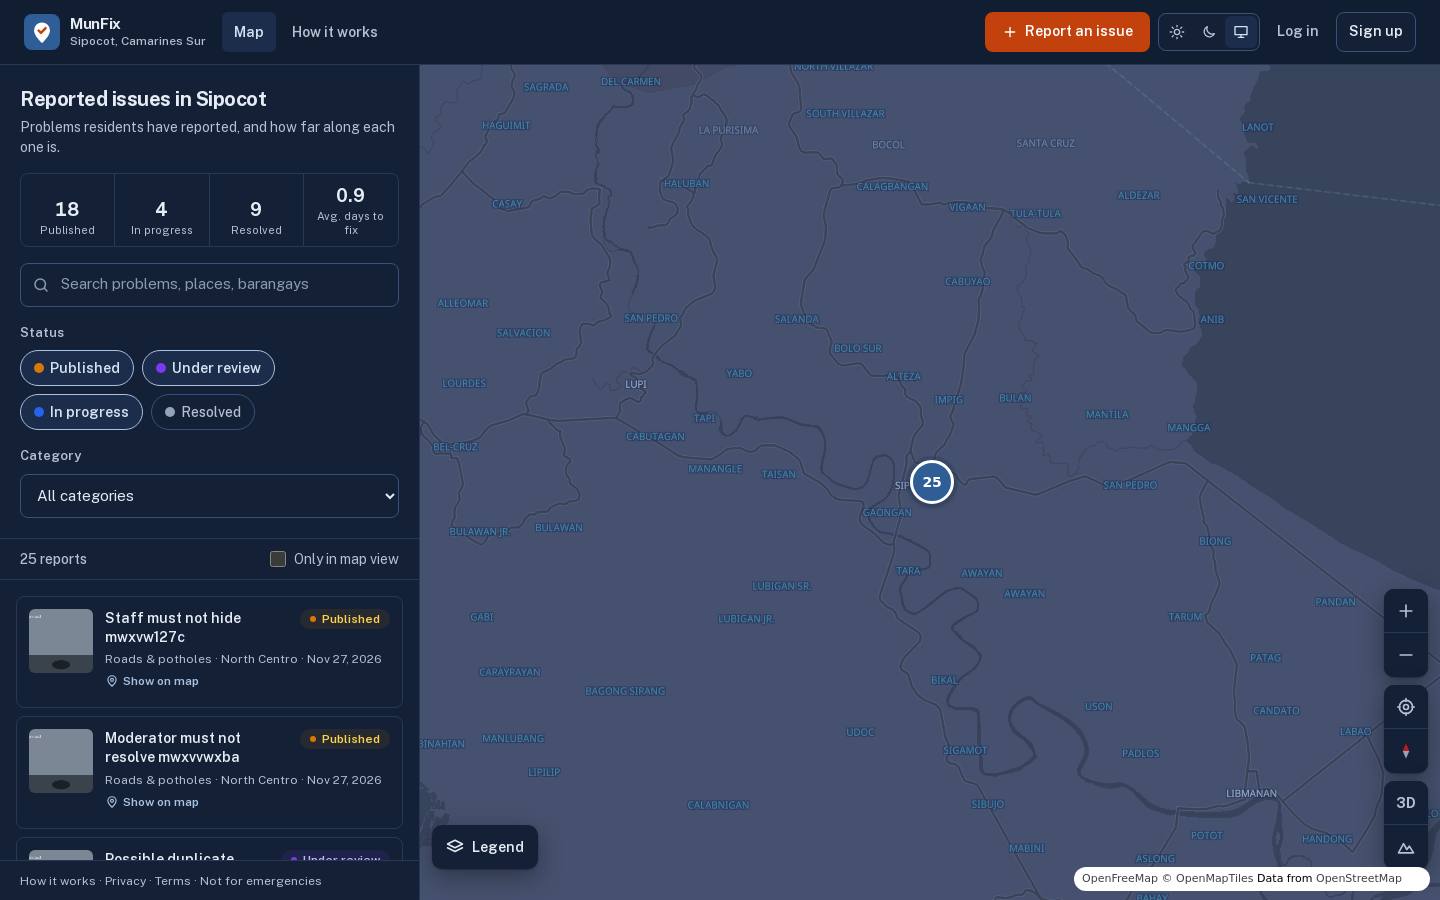 MunFix
Sipocot, Camarines Sur
Map
How it works
Report an issue
Log in
Sign up
Reported issues in Sipocot
Problems residents have reported, and how far along each
one is.
18
Published
4
In progress
9
Resolved
0.9
Avg. days to
fix
Search problems, places, barangays
Status
Published
Under review
In progress
Resolved
Category
All categories
25 reports
Only in map view
Staff must not hide
mwxvw127c
Published
Roads & potholes · North Centro · Nov 27, 2026
Show on map
Moderator must not
resolve mwxvvwxba
Published
Roads & potholes · North Centro · Nov 27, 2026
Show on map
Possible duplicate
Under review
How it works · Privacy · Terms · Not for emergencies
NORTH VILLAZAR
SAGRADA
DEL CARMEN
SOUTH VILLAZAR
HAGUIMIT
LA PURISIMA
LANOT
BOCOL
SANTA CRUZ
HALUBAN
CALAGBANGAN
ALDEZAR
SAN VICENTE
CASAY
VIGAAN
TULA-TULA
COTMO
CABUYAO
ALLEOMAR
SAN PEDRO
SALANDA
ANIB
SALVACION
BOLO SUR
YABO
ALTEZA
LOURDES
LUPI
IMPIG
BULAN
MANTILA
TAPI
MANGGA
CABUTAGAN
BEL-CRUZ
MANANGLE
TAISAN
SIP
25
SAN PEDRO
GAONGAN
BULAWAN JR.
BULAWAN
BIONG
TARA
AWAYAN
LUBIGAN SR.
AWAYAN
PANDAN
GABI
LUBIGAN JR.
TARUM
PATAG
CARAYRAYAN
BIKAL
BAGONG SIRANG
USON
CANDATO
UDOC
LABAO
BINAHIAN
MANLUBANG
SIGAMOT
PADLOS
LIPILIP
LIBMANAN
3D
CALABNIGAN
SIBUJO
POTOT
HANDONG
Legend
MABINI
ASLONG
OpenFreeMap © OpenMapTiles Data from OpenStreetMap